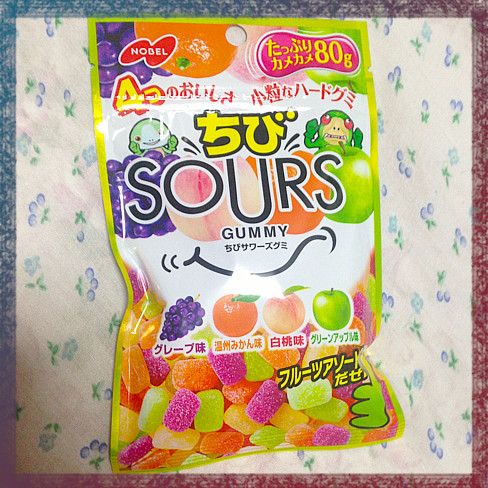 NOBEL
たっぷり
カメカメ80g
4つのおいしさ 小粒なハードグミ
ちび
SOURS
GUMMY
ちびサワーズグミ
グレープ味 温州みかん味 白桃味 グリーンアップル味
フルーツアソート
だぜ